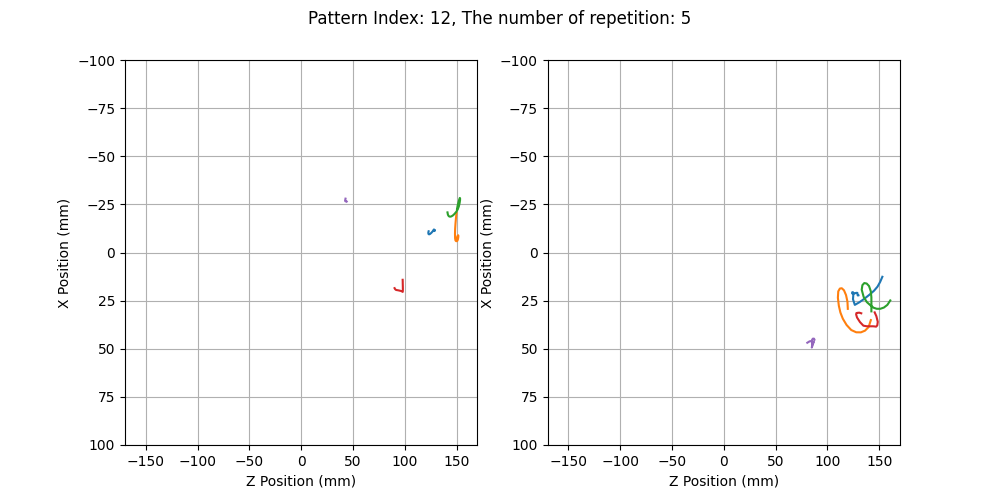 Pattern Index: 12, The number of repetition: 5
−100 −100
−75 −75
−50 −50
−25 −25
0 0
25 25
50 50
75 75
100 100
X Position (mm) X Position (mm)
−150 −100 −50 0 50 100 150 −150 −100 −50 0 50 100 150
Z Position (mm) Z Position (mm)